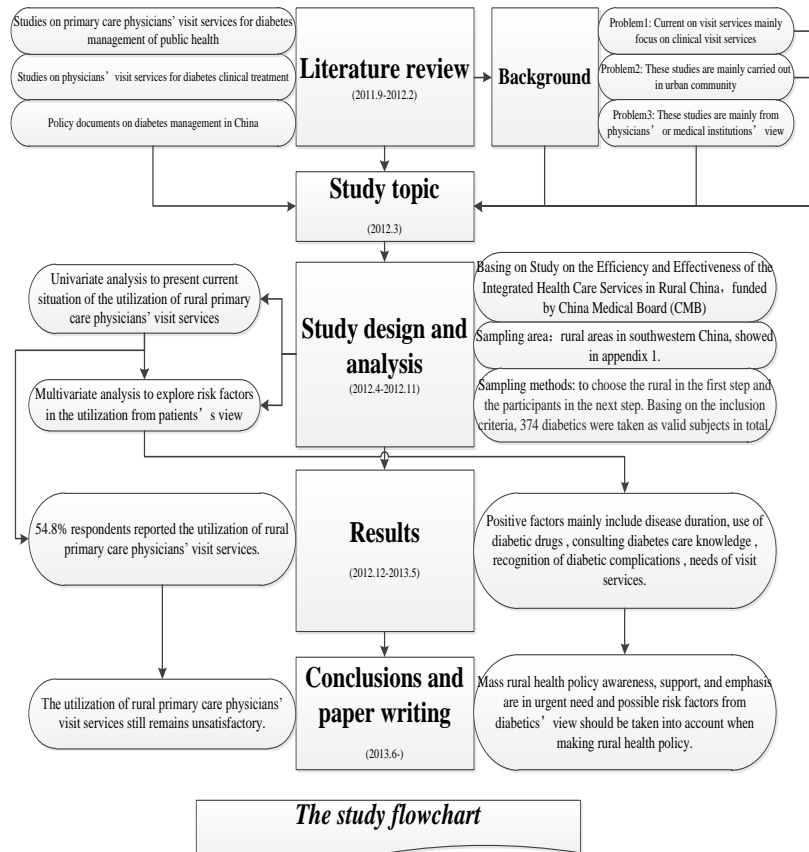 Studies on primary care physicians' visit services for diabetes
management of public health
Studies on physicians' visit services for diabetes clinical treatment
Policy documents on diabetes management in China
Literature review
(2011.9-2012.2)
Background
Problem1: Current on visit services mainly
focus on clinical visit services
Problem2: These studies are mainly carried out
in urban community
Problem3: These studies are mainly from
physicians' or medical institutions' view
Study topic
(2012.3)
Univariate analysis to present current
situation of the utilization of rural primary
care physicians' visit services
Multivariate analysis to explore risk factors
in the utilization from patients' s view
Study design and
analysis
(2012.4-2012.11)
Basing on Study on the Efficiency and Effectiveness of the
Integrated Health Care Services in Rural China，funded
by China Medical Board (CMB)
Sampling area：rural areas in southwestern China, showed
in appendix 1.
Sampling methods: to choose the rural in the first step and
the participants in the next step. Basing on the inclusion
criteria, 374 diabetics were taken as valid subjects in total.
54.8% respondents reported the utilization of rural
primary care physicians' visit services.
Results
(2012.12-2013.5)
Positive factors mainly include disease duration, use of
diabetic drugs , consulting diabetes care knowledge ,
recognition of diabetic complications , needs of visit
services.
The utilization of rural primary care physicians'
visit services still remains unsatisfactory.
Conclusions and
paper writing
(2013.6-)
Mass rural health policy awareness, support, and emphasis
are in urgent need and possible risk factors from
diabetics' view should be taken into account when
making rural health policy.
The study flowchart